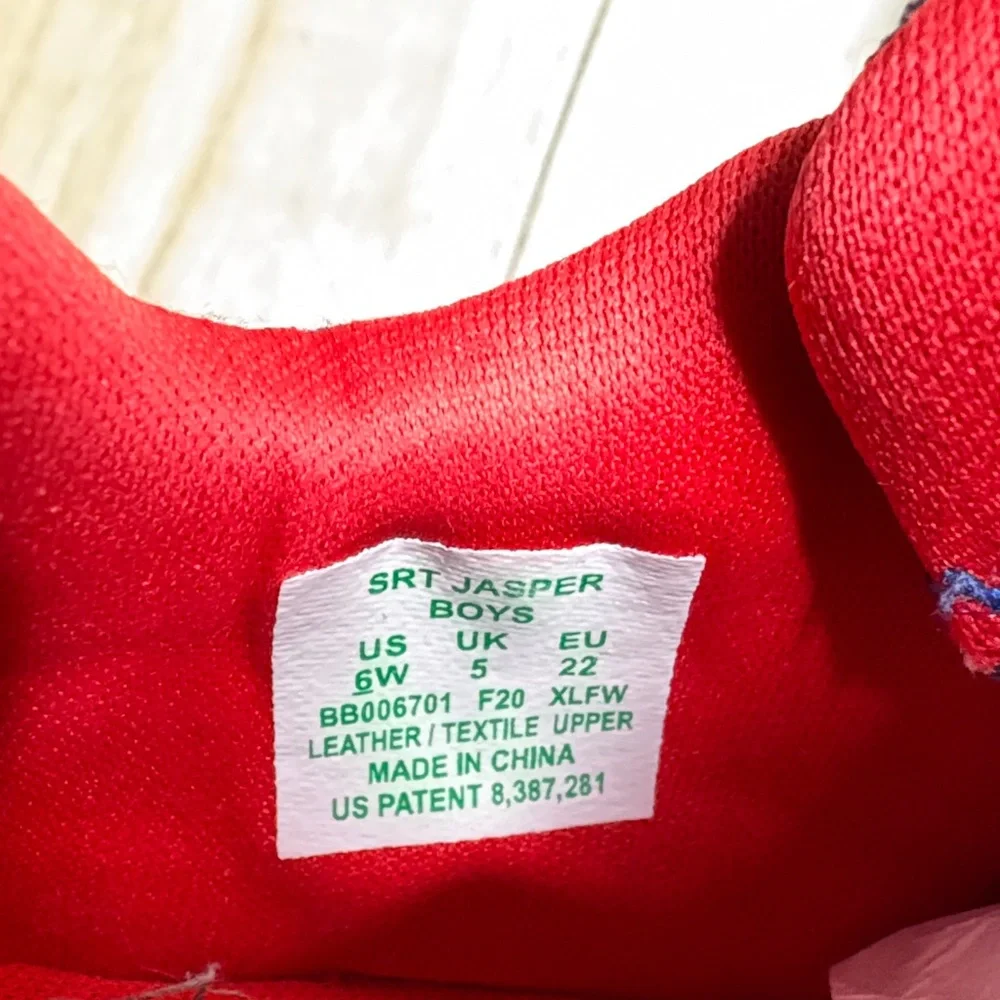 SRT JASPER
BOYS
US UK EU
6W 5 22
BB006701 F20 XLFW
LEATHER / TEXTILE UPPER
MADE IN CHINA
US PATENT 8,387,281